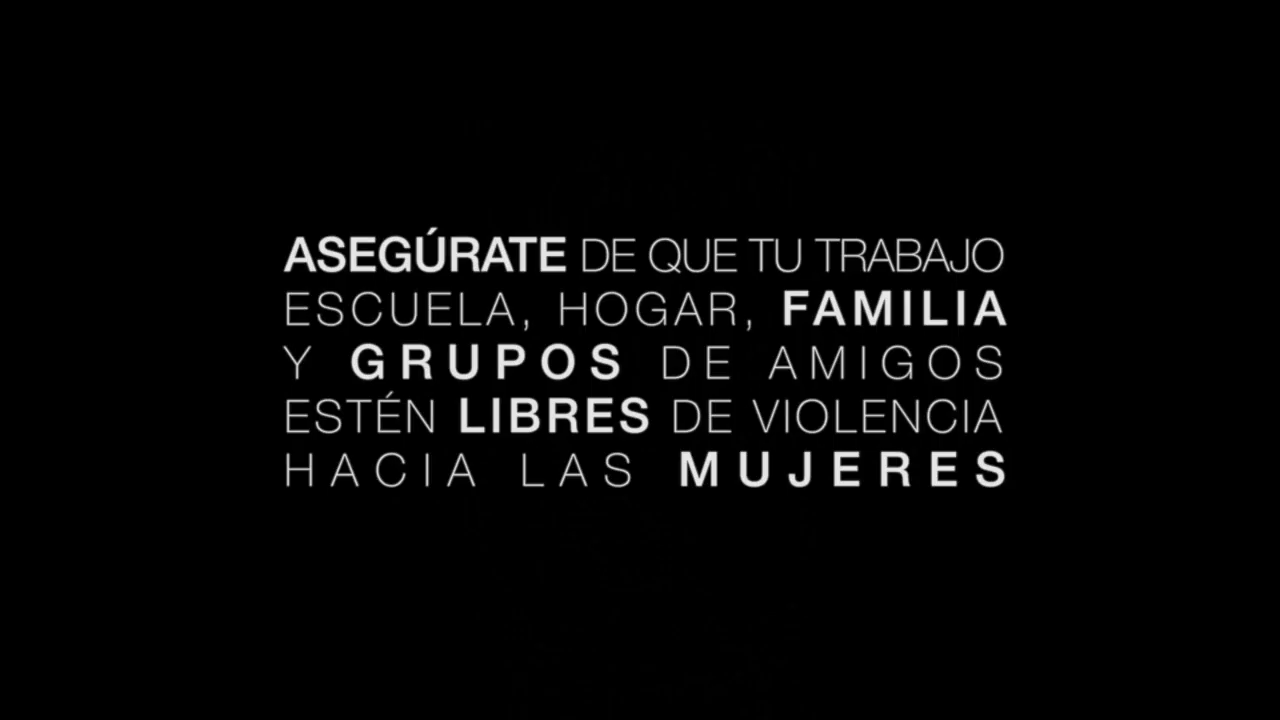 ASEGÚRATE DE QUE TU TRABAJO
ESCUELA, HOGAR, FAMILIA
Y GRUPOS DE AMIGOS
ESTÉN LIBRES DE VIOLENCIA
HACIA LAS MUJERES